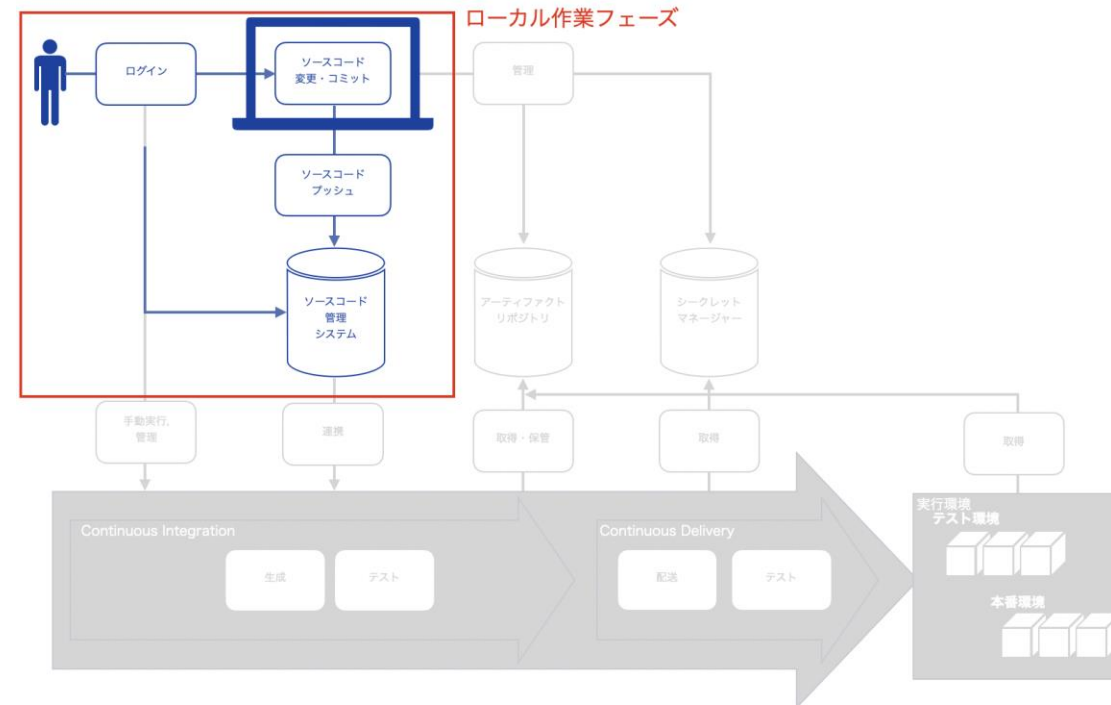 ローカル作業フェーズ
ログイン
ソースコード
変更・コミット
管理
ソースコード
プッシュ
ソースコード
管理
システム
アーティファクト
リポジトリ
シークレット
マネージャー
手動実行,
管理
連携
取得・保管
取得
取得
Continuous Integration
生成
テスト
Continuous Delivery
配送
テスト
実行環境
テスト環境
本番環境